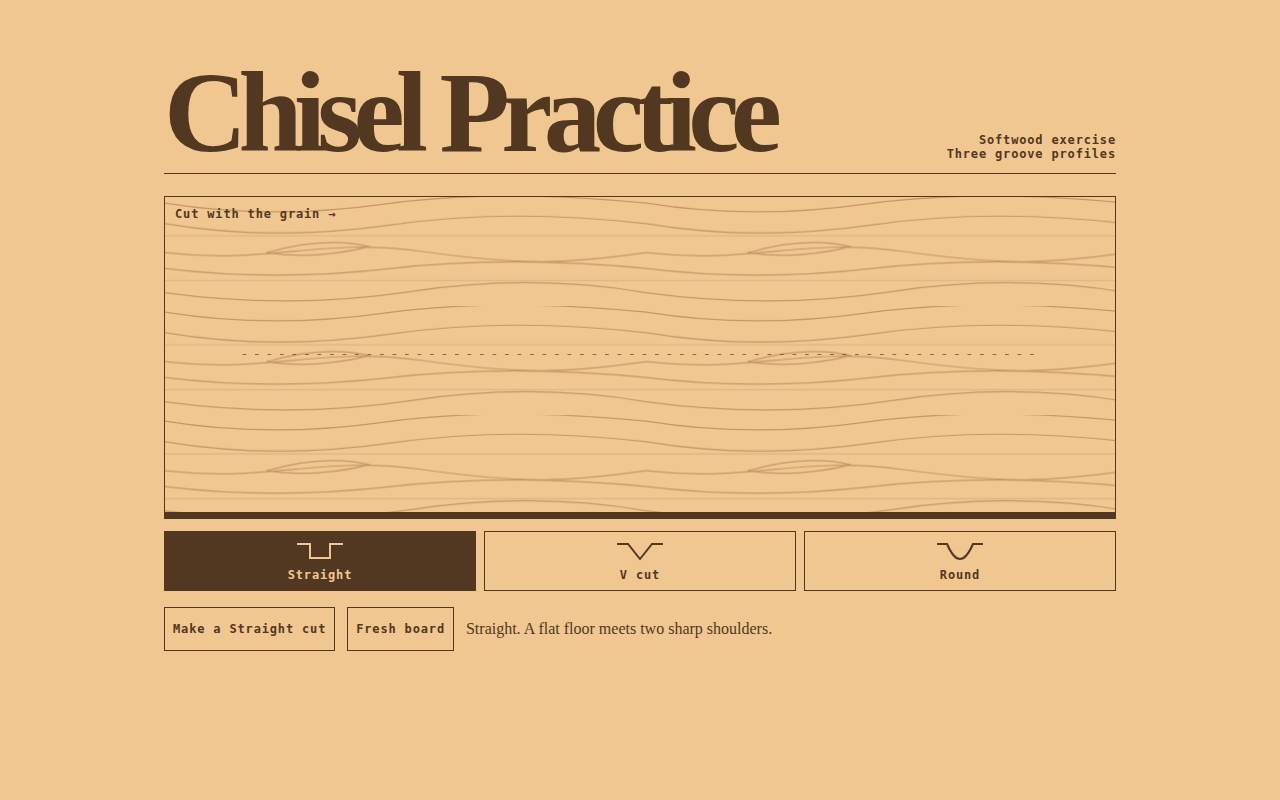 Chisel Practice
Softwood exercise
Three groove profiles
Cut with the grain →
Straight
V cut
Round
Make a Straight cut
Fresh board
Straight. A flat floor meets two sharp shoulders.